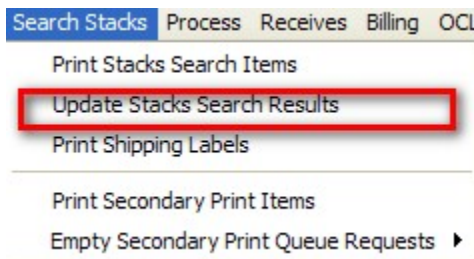 Search Stacks Process Receives Billing OCL
Print Stacks Search Items
Update Stacks Search Results
Print Shipping Labels
Print Secondary Print Items
Empty Secondary Print Queue Requests